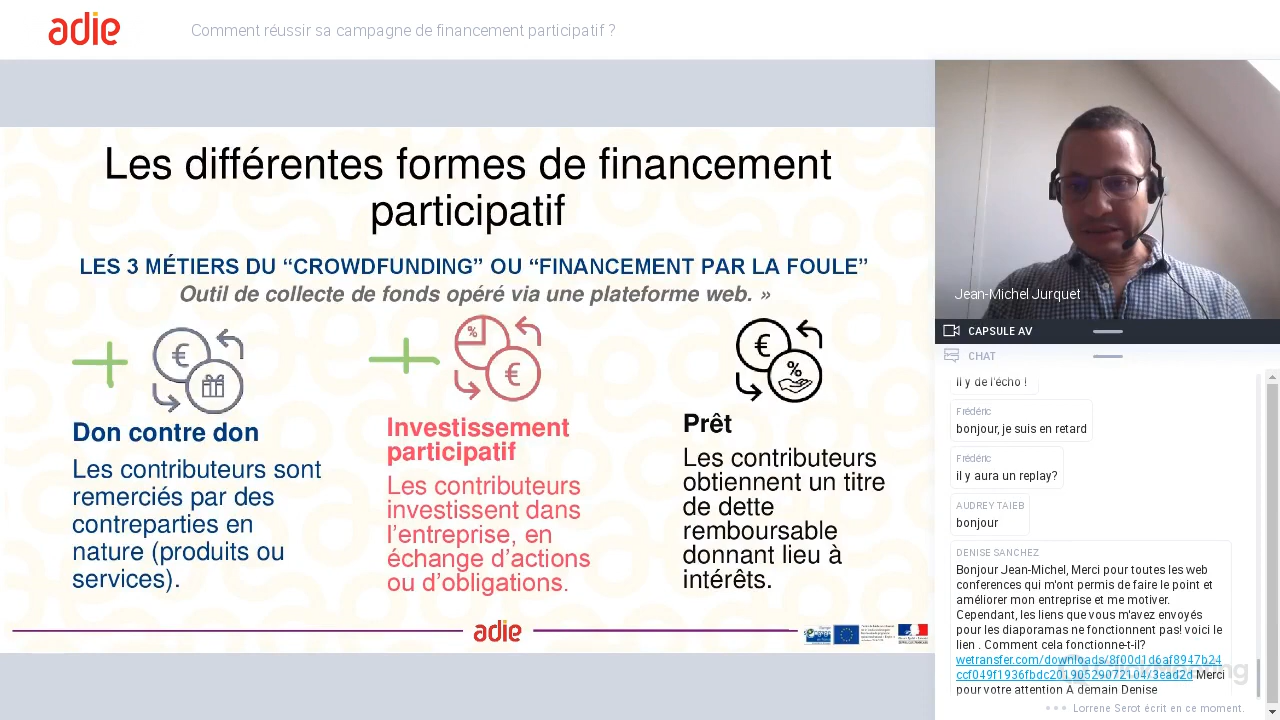 adie
Comment réussir sa campagne de financement participatif ?
Les différentes formes de financement
participatif
LES 3 MÉTIERS DU “CROWDFUNDING” OU “FINANCEMENT PAR LA FOULE”
Outil de collecte de fonds opéré via une plateforme web. »
Don contre don
Les contributeurs sont
remerciés par des
contreparties en
nature (produits ou
services).
Investissement
participatif
Les contributeurs
investissent dans
l’entreprise, en
échange d’actions
ou d’obligations.
Prêt
Les contributeurs
obtiennent un titre
de dette
remboursable
donnant lieu à
intérêts.
adie
Jean-Michel Jurquet
CAPSULE AV
CHAT
il y de l'écho !
Frédéric
bonjour, je suis en retard
Frédéric
il y aura un replay?
AUDREY TAIEB
bonjour
DENISE SANCHEZ
Bonjour Jean-Michel, Merci pour toutes les web
conferences qui m'ont permis de faire le point et
améliorer mon entreprise et me motiver.
Cependant, les liens que vous m'avez envoyés
pour les diaporamas ne fonctionnent pas! voici le
lien . Comment cela fonctionne-t-il?
wetransfer.com/downloads/8f00d1d6af8947b24
ccf049f1936fbdc20190529072104/3ead2d Merci
pour votre attention A demain Denise
Lorrene Serot écrit en ce moment.